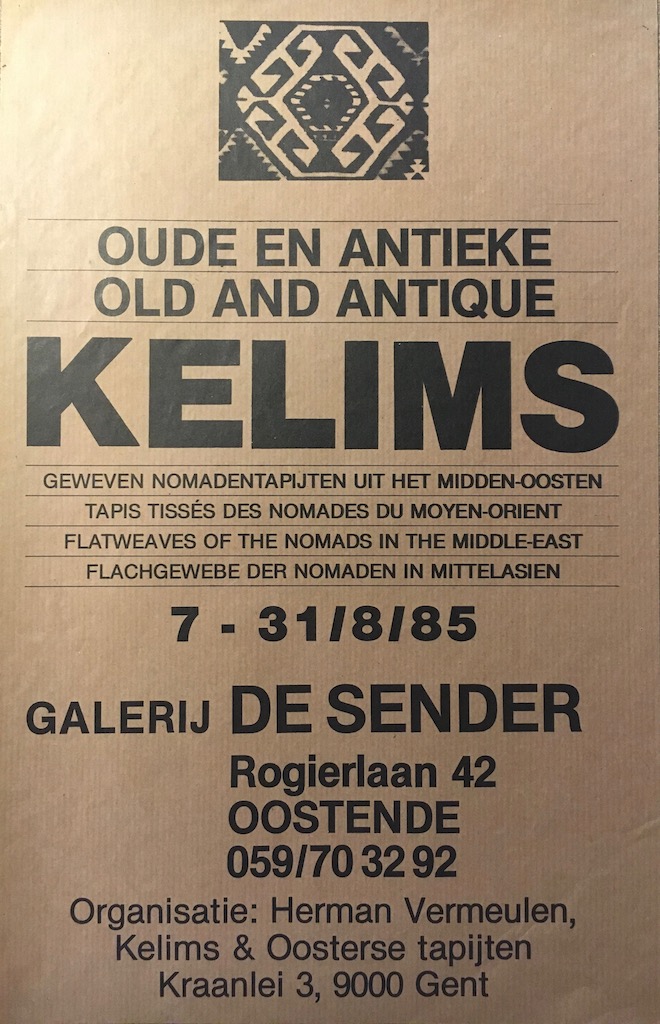 OUDE EN ANTIEKE
OLD AND ANTIQUE
KELIMS
GEWEVEN NOMADENTAPIJTEN UIT HET MIDDEN-OOSTEN
TAPIS TISSÉS DES NOMADES DU MOYEN-ORIENT
FLATWEAVES OF THE NOMADS IN THE MIDDLE-EAST
FLACHGEWEBE DER NOMADEN IN MITTELASIEN
7 - 31/8/85
GALERIJ DE SENDER
Rogierlaan 42
OOSTENDE
059/70 32 92
Organisatie: Herman Vermeulen,
Kelims & Oosterse tapijten
Kraanlei 3, 9000 Gent